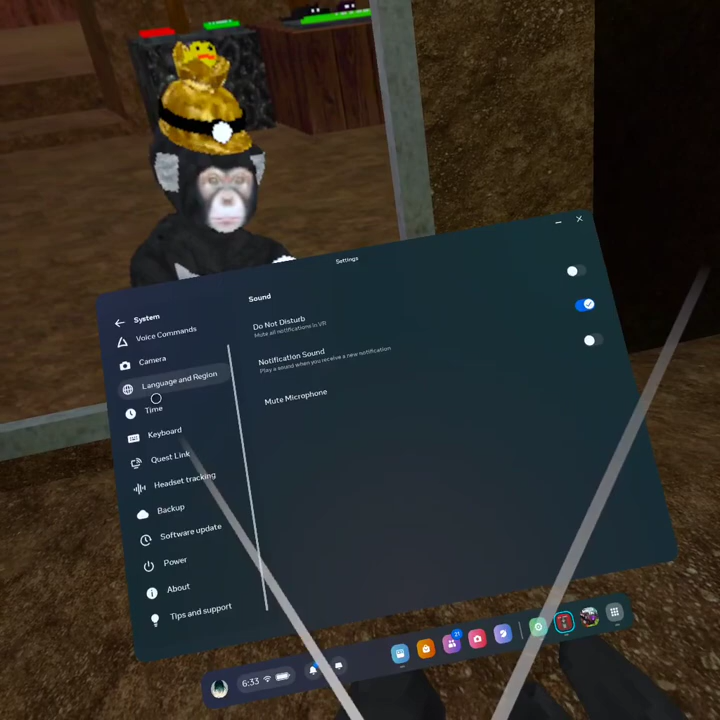 Settings
System
Voice Commands
Camera
Language and Region
Time
Keyboard
Quest Link
Headset tracking
Backup
Software update
Power
About
Tips and support
Sound
Do Not Disturb
Mute all notifications in VR
Notification Sound
Play a sound when you receive a new notification
Mute Microphone
6:33
21